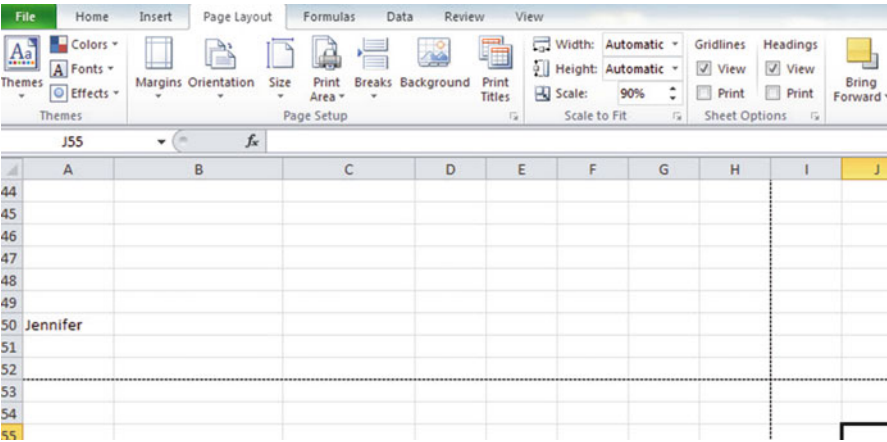 File Home Insert Page Layout Formulas Data Review View
Colors Width: Automatic Gridlines Headings
Aa A Fonts Height: Automatic View View
Themes Effects Margins Orientation Size Print Area Breaks Background Print Titles Scale: 90% Print Print Bring Forward
Themes Page Setup Scale to Fit Sheet Options
J55 fx
A B C D E F G H I J
44
45
46
47
48
49
50 Jennifer
51
52
53
54
55